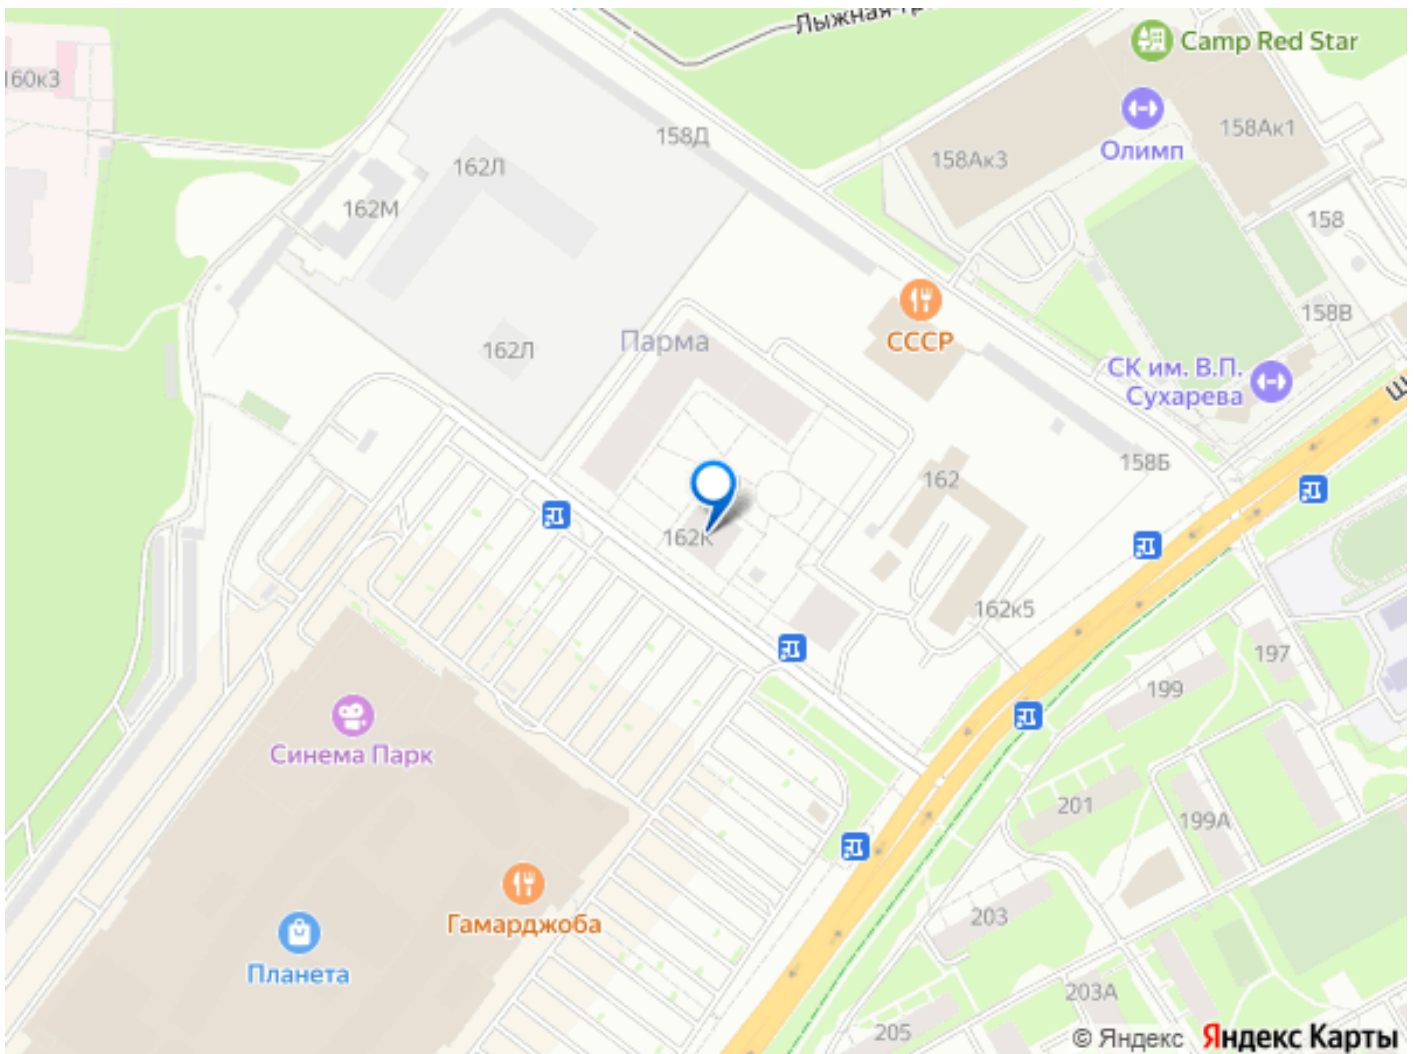 Лыжная
Camp Red Star
160к3
158Д
158Ак1
158Ак3
Олимп
162Л
162М
158
158В
СССР
Парма
162Л
СК им. В.П.
Сухарева
Ш
158Б
162
162К
162к5
197
199
Синема Парк
201
199А
203
Гамарджоба
Планета
203А
205
© Яндекс Яндекс Карты